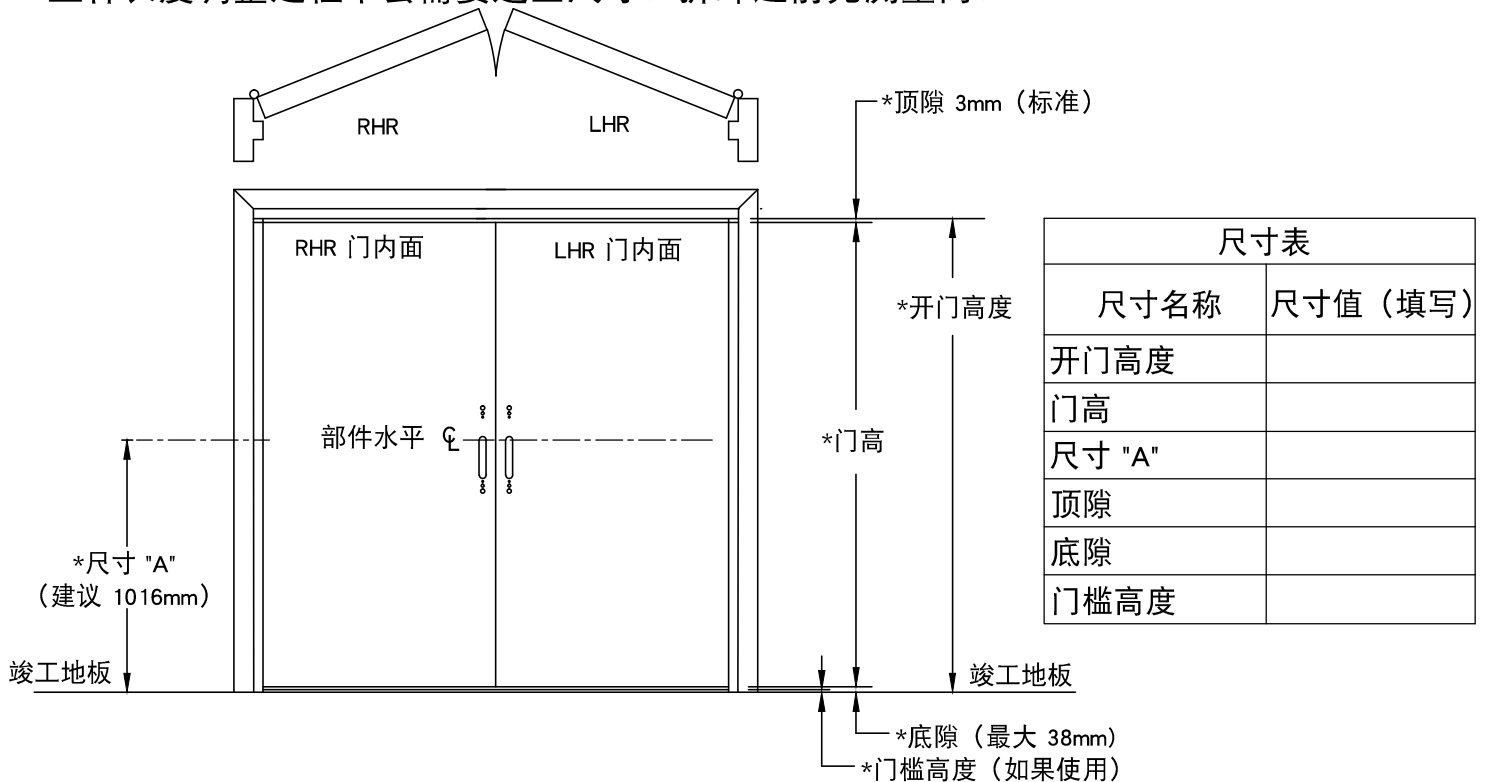 RHR
LHR
*顶隙 3mm（标准）
RHR 门内面
LHR 门内面
*开门高度
部件水平 ℄
*门高
*尺寸 "A"
（建议 1016mm）
竣工地板
竣工地板
*底隙（最大 38mm）
*门槛高度（如果使用）
尺寸表
尺寸名称 尺寸值（填写）
开门高度
门高
尺寸 "A"
顶隙
底隙
门槛高度